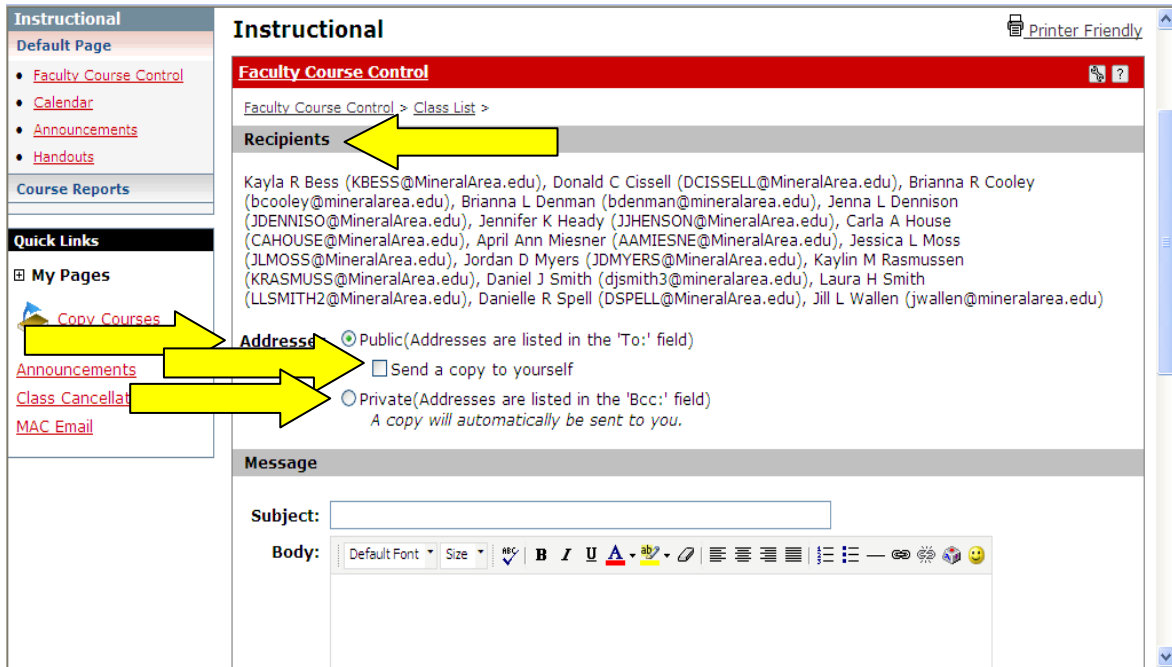 Instructional
Default Page
Faculty Course Control
Calendar
Announcements
Handouts
Course Reports
Quick Links
My Pages
Copy Courses
Announcements
Class Cancellat
MAC Email
Instructional
Printer Friendly
Faculty Course Control
?
Faculty Course Control > Class List >
Recipients
Kayla R Bess (KBESS@MineralArea.edu), Donald C Cissell (DCISSELL@MineralArea.edu), Brianna R Cooley
(bcooley@mineralarea.edu), Brianna L Denman (bdenman@mineralarea.edu), Jenna L Dennison
(JDENNISO@MineralArea.edu), Jennifer K Heady (JJHENSON@MineralArea.edu), Carla A House
(CAHOUSE@MineralArea.edu), April Ann Miesner (AAMIESNE@MineralArea.edu), Jessica L Moss
(JLMOSS@MineralArea.edu), Jordan D Myers (JDMYERS@MineralArea.edu), Kaylin M Rasmussen
(KRASMUSS@MineralArea.edu), Daniel J Smith (djsmith3@mineralarea.edu), Laura H Smith
(LLSMITH2@MineralArea.edu), Danielle R Spell (DSPELL@MineralArea.edu), Jill L Wallen (jwallen@mineralarea.edu)
Addresse Public(Addresses are listed in the 'To:' field)
Send a copy to yourself
Private(Addresses are listed in the 'Bcc:' field)
A copy will automatically be sent to you.
Message
Subject:
Body: Default Font Size ABC B I U A ab